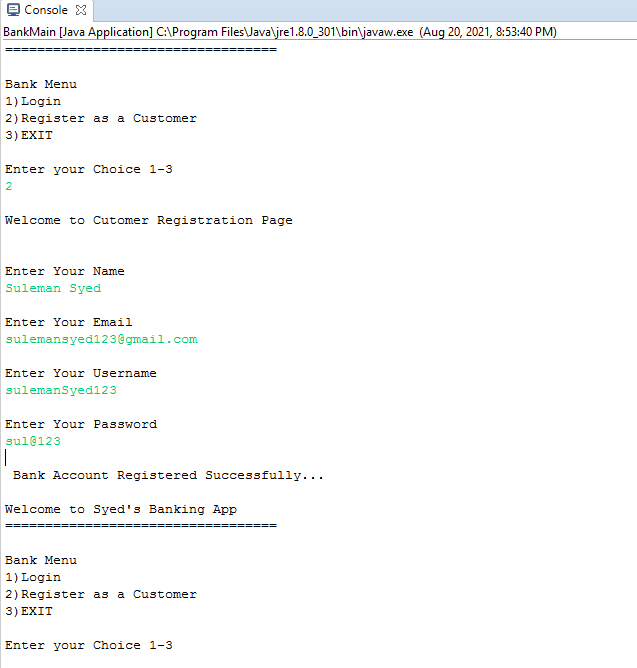 Console
BankMain [Java Application] C:\Program Files\Java\jre1.8.0_301\bin\javaw.exe (Aug 20, 2021, 8:53:40 PM)
==================================
Bank Menu
1)Login
2)Register as a Customer
3)EXIT
Enter your Choice 1-3
2
Welcome to Cutomer Registration Page
Enter Your Name
Suleman Syed
Enter Your Email
sulemansyed123@gmail.com
Enter Your Username
sulemanSyed123
Enter Your Password
sul@123
Bank Account Registered Successfully...
Welcome to Syed's Banking App
==================================
Bank Menu
1)Login
2)Register as a Customer
3)EXIT
Enter your Choice 1-3